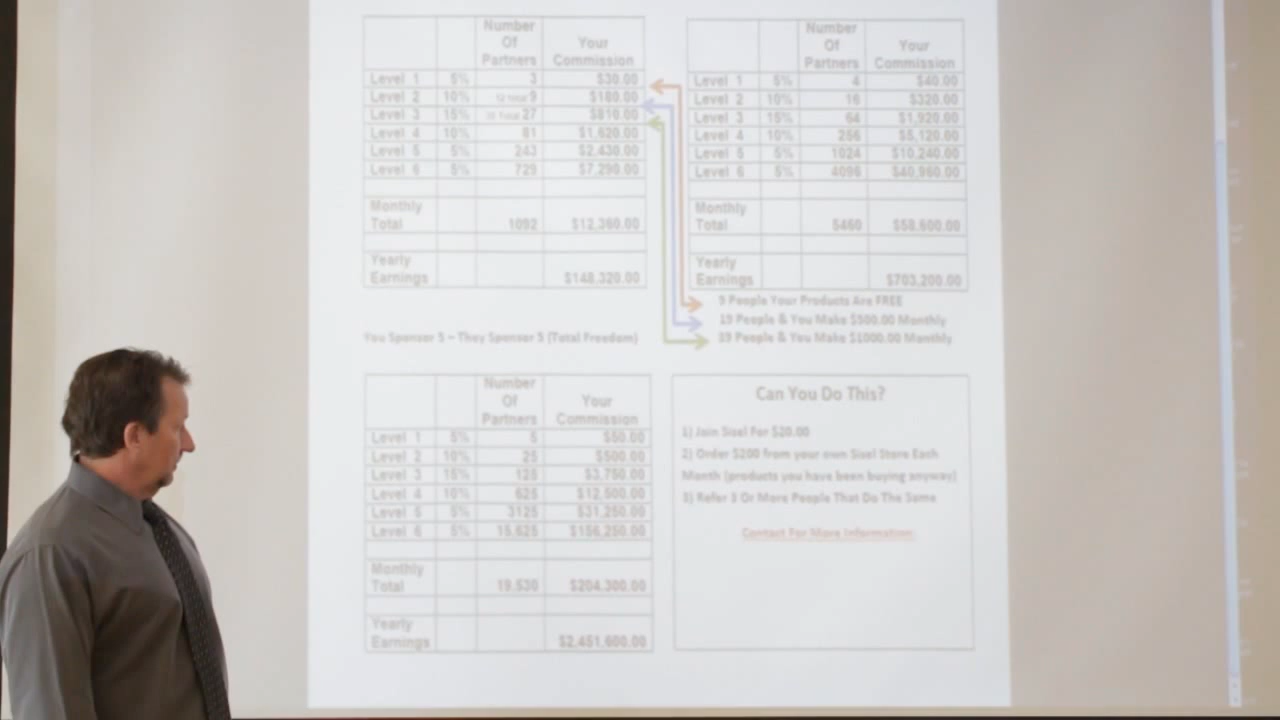 Number Of Partners Your Commission
Level 1 5% 3 $30.00
Level 2 10% 12 total 9 $180.00
Level 3 15% Total 27 $810.00
Level 4 10% 81 $1,620.00
Level 5 5% 243 $2,430.00
Level 6 5% 729 $7,290.00
Monthly Total 1092 $12,360.00
Yearly Earnings $148,320.00
Number Of Partners Your Commission
Level 1 5% 4 $40.00
Level 2 10% 16 $320.00
Level 3 15% 64 $1,920.00
Level 4 10% 256 $5,120.00
Level 5 5% 1024 $10,240.00
Level 6 5% 4096 $40,960.00
Monthly Total 5460 $58,600.00
Yearly Earnings $703,200.00
9 People Your Products Are FREE
19 People & You Make $500.00 Monthly
39 People & You Make $1000.00 Monthly
You Sponsor 5 – They Sponsor 5 (Total Freedom)
Number Of Partners Your Commission
Level 1 5% 5 $50.00
Level 2 10% 25 $500.00
Level 3 15% 125 $3,750.00
Level 4 10% 625 $12,500.00
Level 5 5% 3125 $31,250.00
Level 6 5% 15,625 $156,250.00
Monthly Total 19,530 $204,300.00
Yearly Earnings $2,451,600.00
Can You Do This?
1) Join Sisel For $20.00
2) Order $200 from your own Sisel Store Each
Month (products you have been buying anyway)
3) Refer 3 Or More People That Do The Same
Contact For More Information: